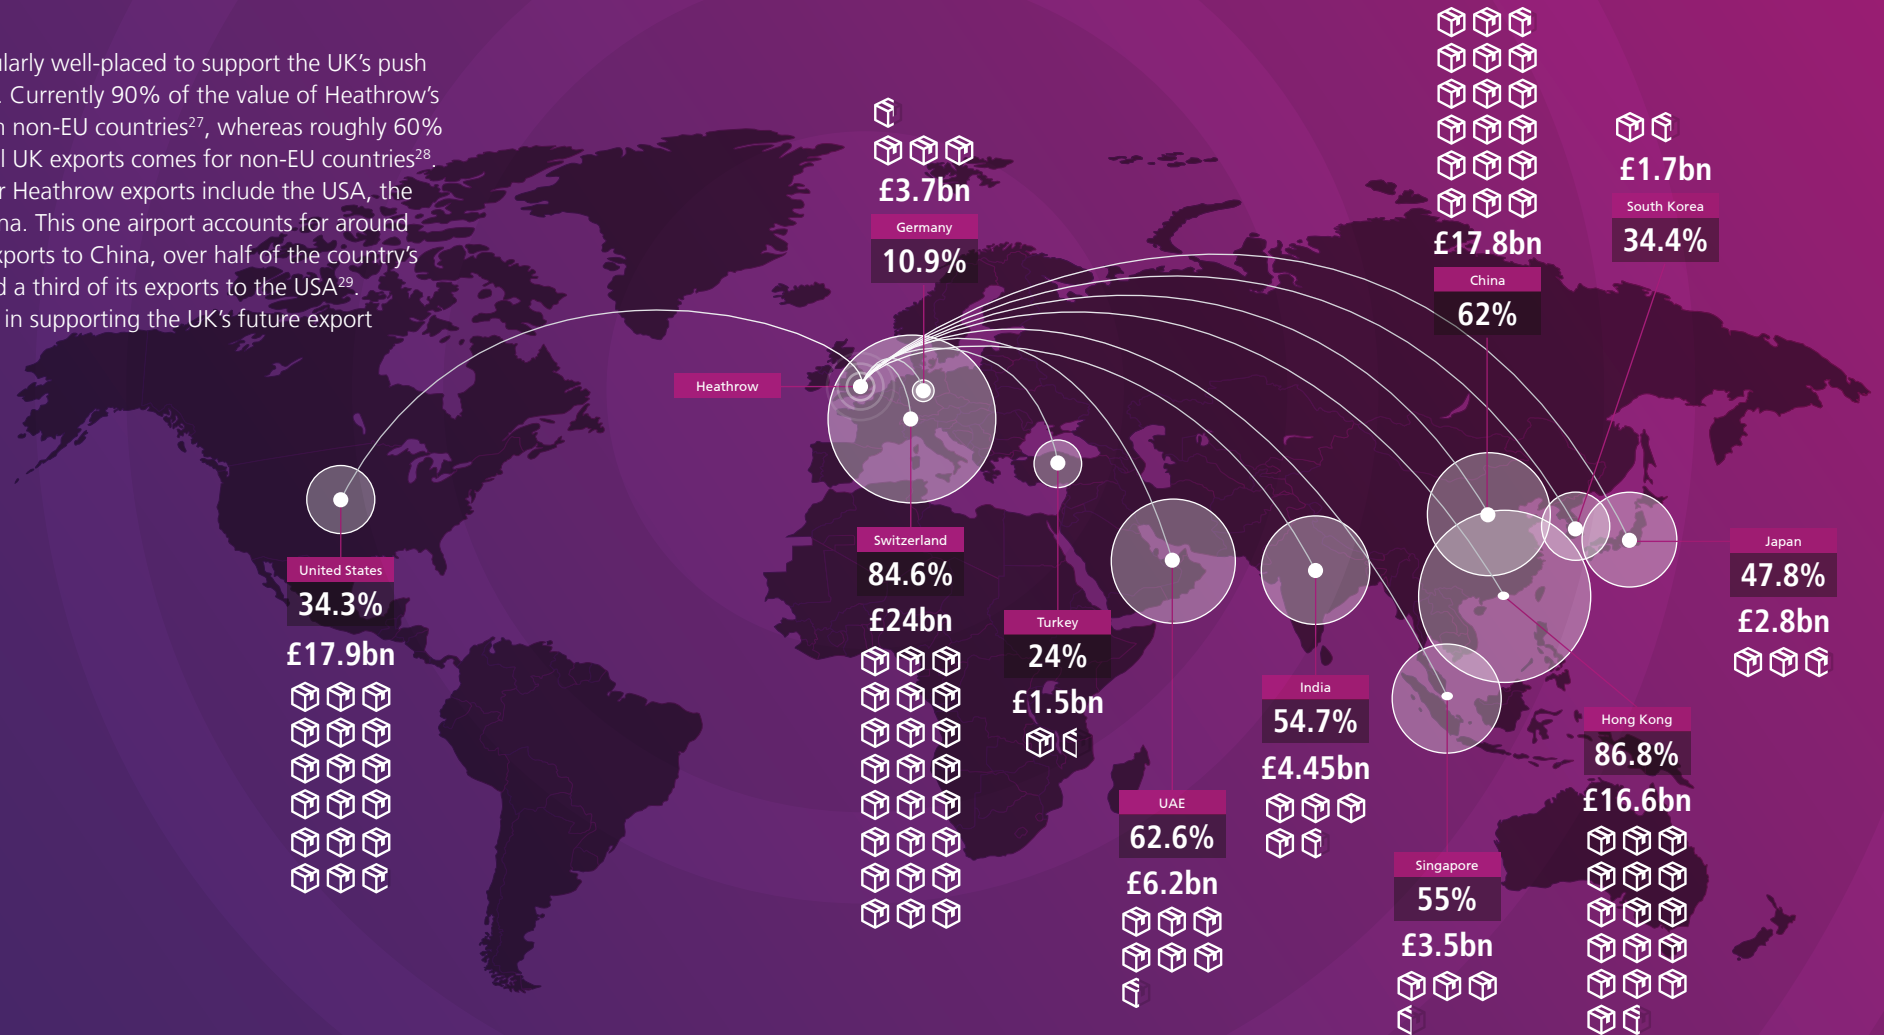 well-placed to support the UK's push
. Currently 90% of the value of Heathrow's
non-EU countries27, whereas roughly 60%
UK exports comes for non-EU countries28.
Heathrow exports include the USA, the
This one airport accounts for around
to China, over half of the country's
a third of its exports to the USA29.
in supporting the UK's future export
£3.7bn
Germany
10.9%
£17.8bn
China
62%
£1.7bn
South Korea
34.4%
Heathrow
United States
34.3%
£17.9bn
Switzerland
84.6%
£24bn
Turkey
24%
£1.5bn
UAE
62.6%
£6.2bn
India
54.7%
£4.45bn
Singapore
55%
£3.5bn
Hong Kong
86.8%
£16.6bn
Japan
47.8%
£2.8bn